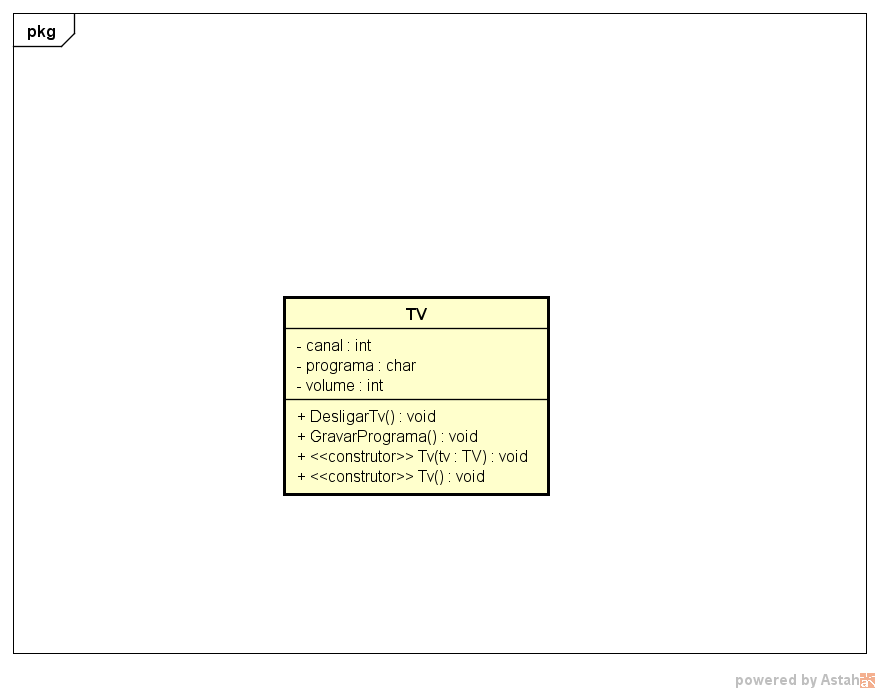 pkg
TV
- canal : int
- programa : char
- volume : int
+ DesligarTv() : void
+ GravarPrograma() : void
+ <<construtor>> Tv(tv : TV) : void
+ <<construtor>> Tv() : void
powered by Astah